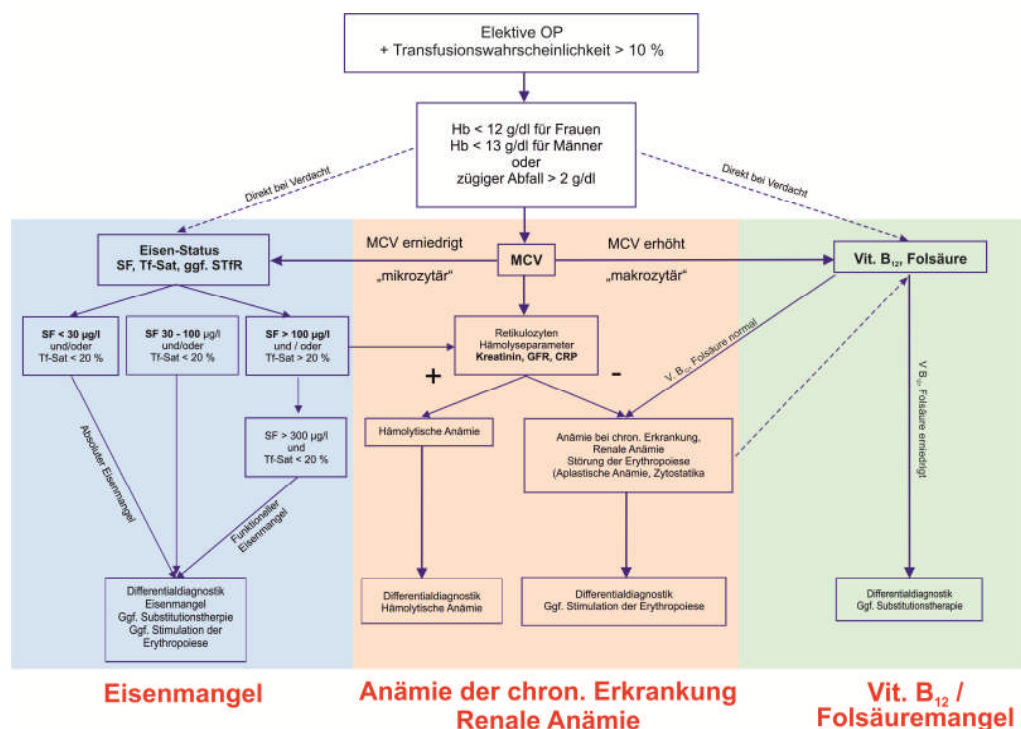 Elektive OP
+ Transfusionswahrscheinlichkeit > 10 %
Hb < 12 g/dl für Frauen
Hb < 13 g/dl für Männer
oder
zügiger Abfall > 2 g/dl
Direkt bei Verdacht
Direkt bei Verdacht
Eisen-Status
SF, Tf-Sat, ggf. STfR
MCV erniedrigt
„mikrozytär“
MCV
MCV erhöht
„makrozytär“
Vit. B12, Folsäure
SF < 30 µg/l
und/oder
Tf-Sat < 20 %
SF 30 - 100 µg/l
und/oder
Tf-Sat < 20 %
SF > 100 µg/l
und / oder
Tf-Sat > 20 %
Retikulozyten
Hämolyseparameter
Kreatinin, GFR, CRP
+
-
V. B12, Folsäure normal
V B12, Folsäure erniedrigt
SF > 300 µg/l
und
Tf-Sat < 20 %
Hämolytische Anämie
Anämie bei chron. Erkrankung,
Renale Anämie
Störung der Erythropoiese
(Aplastische Anämie, Zytostatika
Absoluter Eisenmangel
Funktioneller
Eisenmangel
Differentialdiagnostik
Eisenmangel
Ggf. Substitutionstherpie
Ggf. Stimulation der
Erythropoiese
Differentialdiagnostik
Hämolytische Anämie
Differentialdiagnostik
Ggf. Stimulation der Erythropoiese
Differentialdiagnostik
Ggf. Substitutionstherapie
Eisenmangel
Anämie der chron. Erkrankung
Renale Anämie
Vit. B12 /
Folsäuremangel